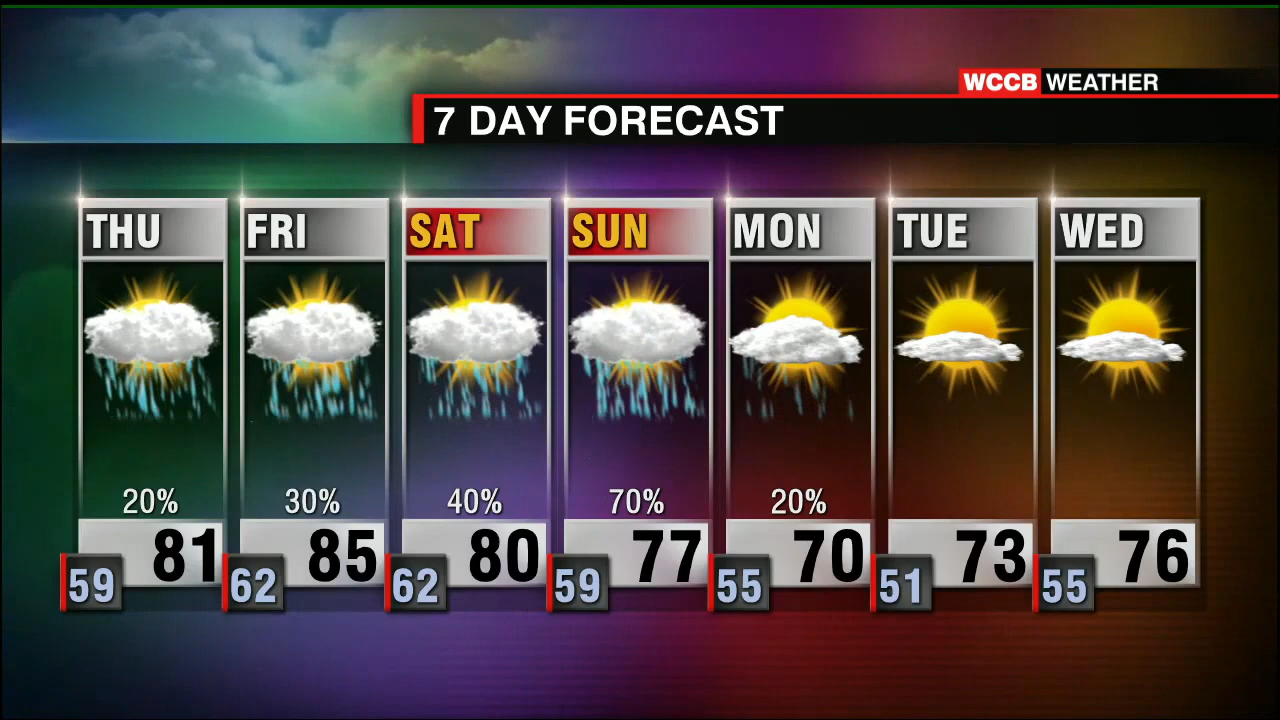 WCCB WEATHER
7 DAY FORECAST
THU FRI SAT SUN MON TUE WED
20% 30% 40% 70% 20%
81 85 80 77 70 73 76
59 62 62 59 55 51 55